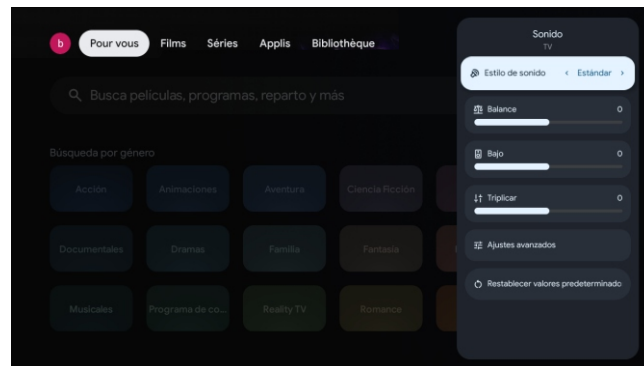 b Pour vous Films Séries Applis Bibliothèque
Busca películas, programas, reparto y más
Búsqueda por género
Acción Animaciones Aventura Ciencia Ficción
Documentales Dramas Familia Fantasía
Musicales Programa de co... Reality TV Romance
Sonido
TV
Estilo de sonido < Estándar >
Balance 0
Bajo 0
Triplicar 0
Ajustes avanzados
Restablecer valores predeterminado